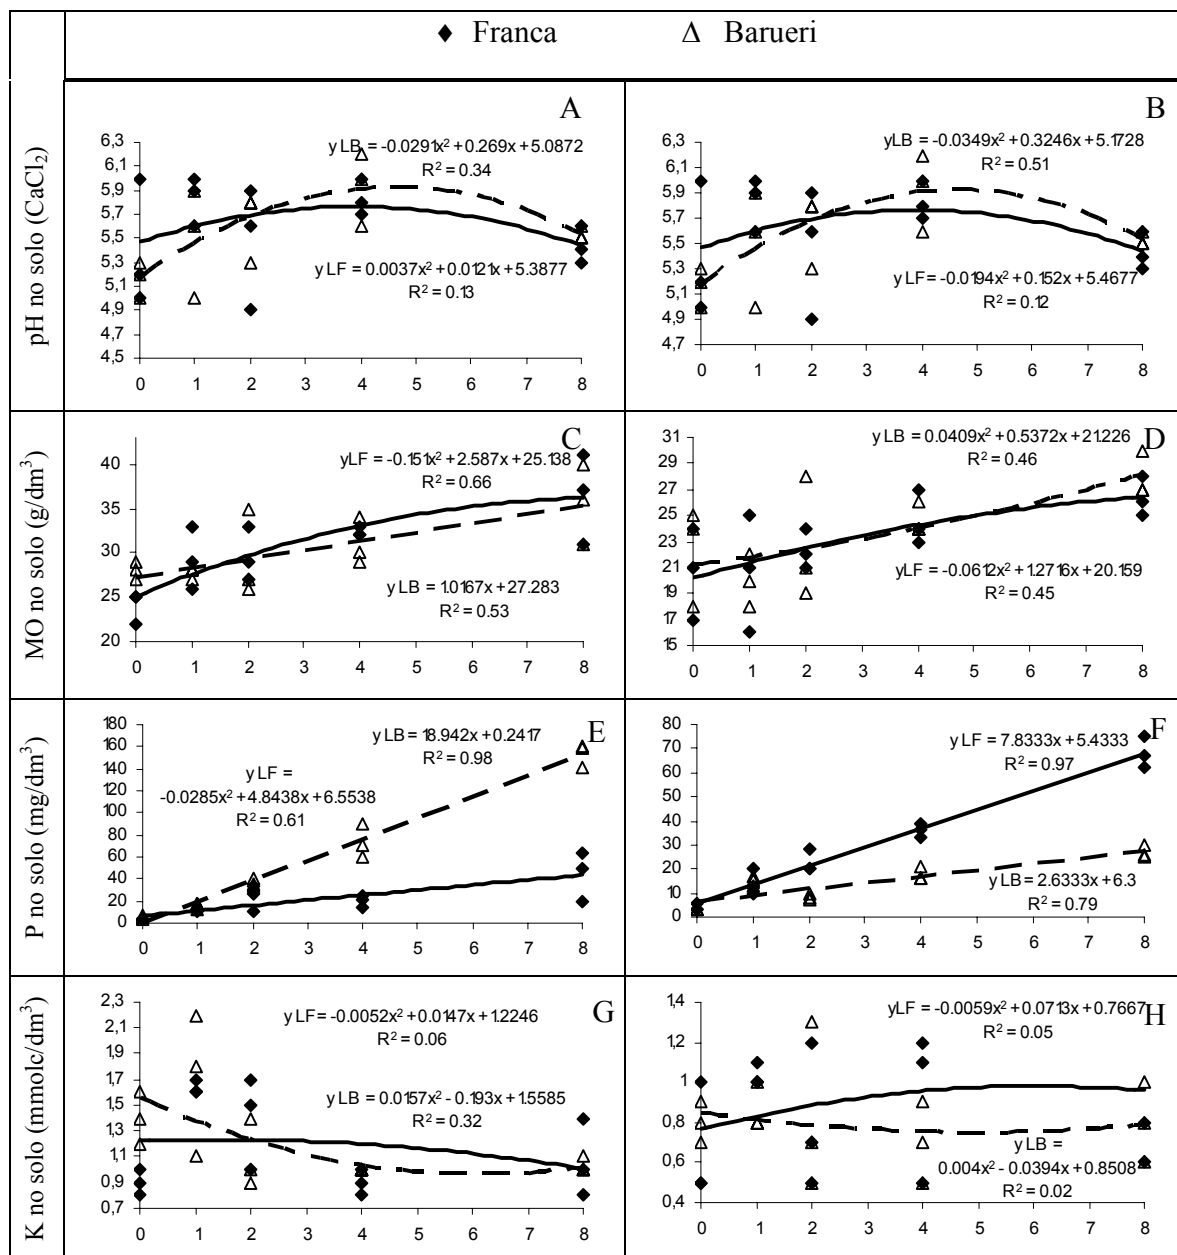 ◆ Franca Δ Barueri
pH no solo (CaCl₂)
A
6,3
6,1
5,9
5,7
5,5
5,3
5,1
4,9
4,7
4,5
y LB = -0.0291x² + 0.269x + 5.0872
R² = 0.34
y LF = 0.0037x² + 0.0121x + 5.3877
R² = 0.13
0 1 2 3 4 5 6 7 8
B
6,3
6,1
5,9
5,7
5,5
5,3
5,1
4,9
4,7
yLB = -0.0349x² + 0.3246x + 5.1728
R² = 0.51
y LF = -0.0194x² + 0.152x + 5.4677
R² = 0.12
0 1 2 3 4 5 6 7 8
MO no solo (g/dm³)
C
40
35
30
25
20
yLF = -0.151x² + 2.587x + 25.138
R² = 0.66
y LB = 1.0167x + 27.283
R² = 0.53
0 1 2 3 4 5 6 7 8
D
31
29
27
25
23
21
19
17
15
y LB = 0.0409x² + 0.5372x + 21.226
R² = 0.46
yLF = -0.0612x² + 1.2716x + 20.159
R² = 0.45
0 1 2 3 4 5 6 7 8
P no solo (mg/dm³)
E
180
160
140
120
100
80
60
40
20
0
y LB = 18.942x + 0.2417
R² = 0.98
y LF =
-0.0285x² + 4.8438x + 6.5538
R² = 0.61
0 1 2 3 4 5 6 7 8
F
80
70
60
50
40
30
20
10
0
y LF = 7.8333x + 5.4333
R² = 0.97
y LB = 2.6333x + 6.3
R² = 0.79
0 1 2 3 4 5 6 7 8
K no solo (mmolc/dm³)
G
2,3
2,1
1,9
1,7
1,5
1,3
1,1
0,9
0,7
y LF = -0.0052x² + 0.0147x + 1.2246
R² = 0.06
y LB = 0.0157x² - 0.193x + 1.5585
R² = 0.32
0 1 2 3 4 5 6 7 8
H
1,4
1,2
1
0,8
0,6
0,4
yLF = -0.0059x² + 0.0713x + 0.7667
R² = 0.05
y LB =
0.004x² - 0.0394x + 0.8508
R² = 0.02
0 1 2 3 4 5 6 7 8